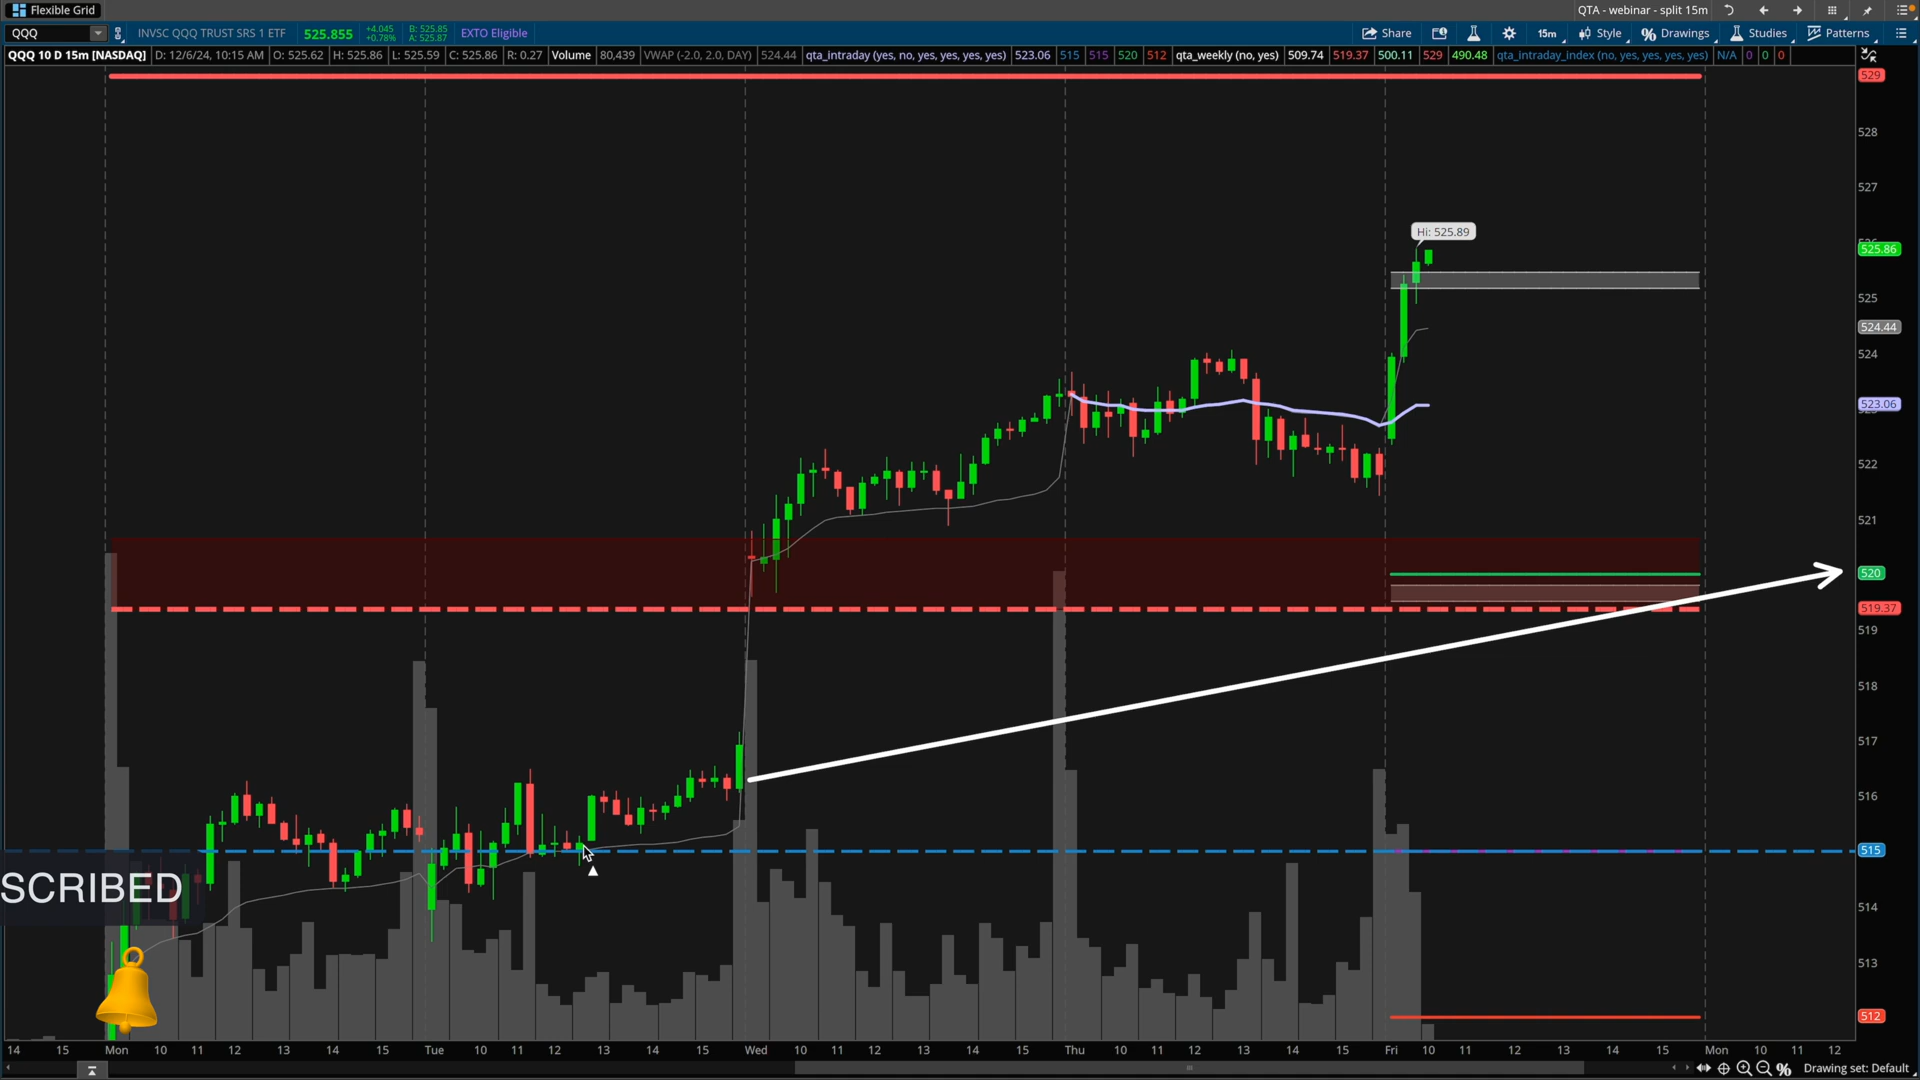 Flexible Grid
QTA - webinar - split 15m
QQQ
INVSC QQQ TRUST SRS 1 ETF
525.855
+4.045
+0.78%
B: 525.85
A: 525.87
EXTO Eligible
Share
15m
Style
Drawings
Studies
Patterns
QQQ 10 D 15m [NASDAQ]
D: 12/6/24, 10:15 AM
O: 525.62
H: 525.86
L: 525.59
C: 525.86
R: 0.27
Volume
80,439
VWAP (-2.0, 2.0, DAY)
524.44
qta_intraday (yes, no, yes, yes, yes, yes)
523.06
515
515
520
512
qta_weekly (no, yes)
509.74
519.37
500.11
529
490.48
qta_intraday_index (no, yes, yes, yes, yes)
N/A
0
0
0
529
528
527
Hi: 525.89
525.86
525
524.44
524
523.06
522
521
520
519.37
519
518
517
516
515
514
513
512
SCRIBED
14 15 Mon 10 11 12 13 14 15 Tue 10 11 12 13 14 15 Wed 10 11 12 13 14 15 Thu 10 11 12 13 14 15 Fri 10 11 12 13 14 15 Mon 10 11 12
Drawing set: Default